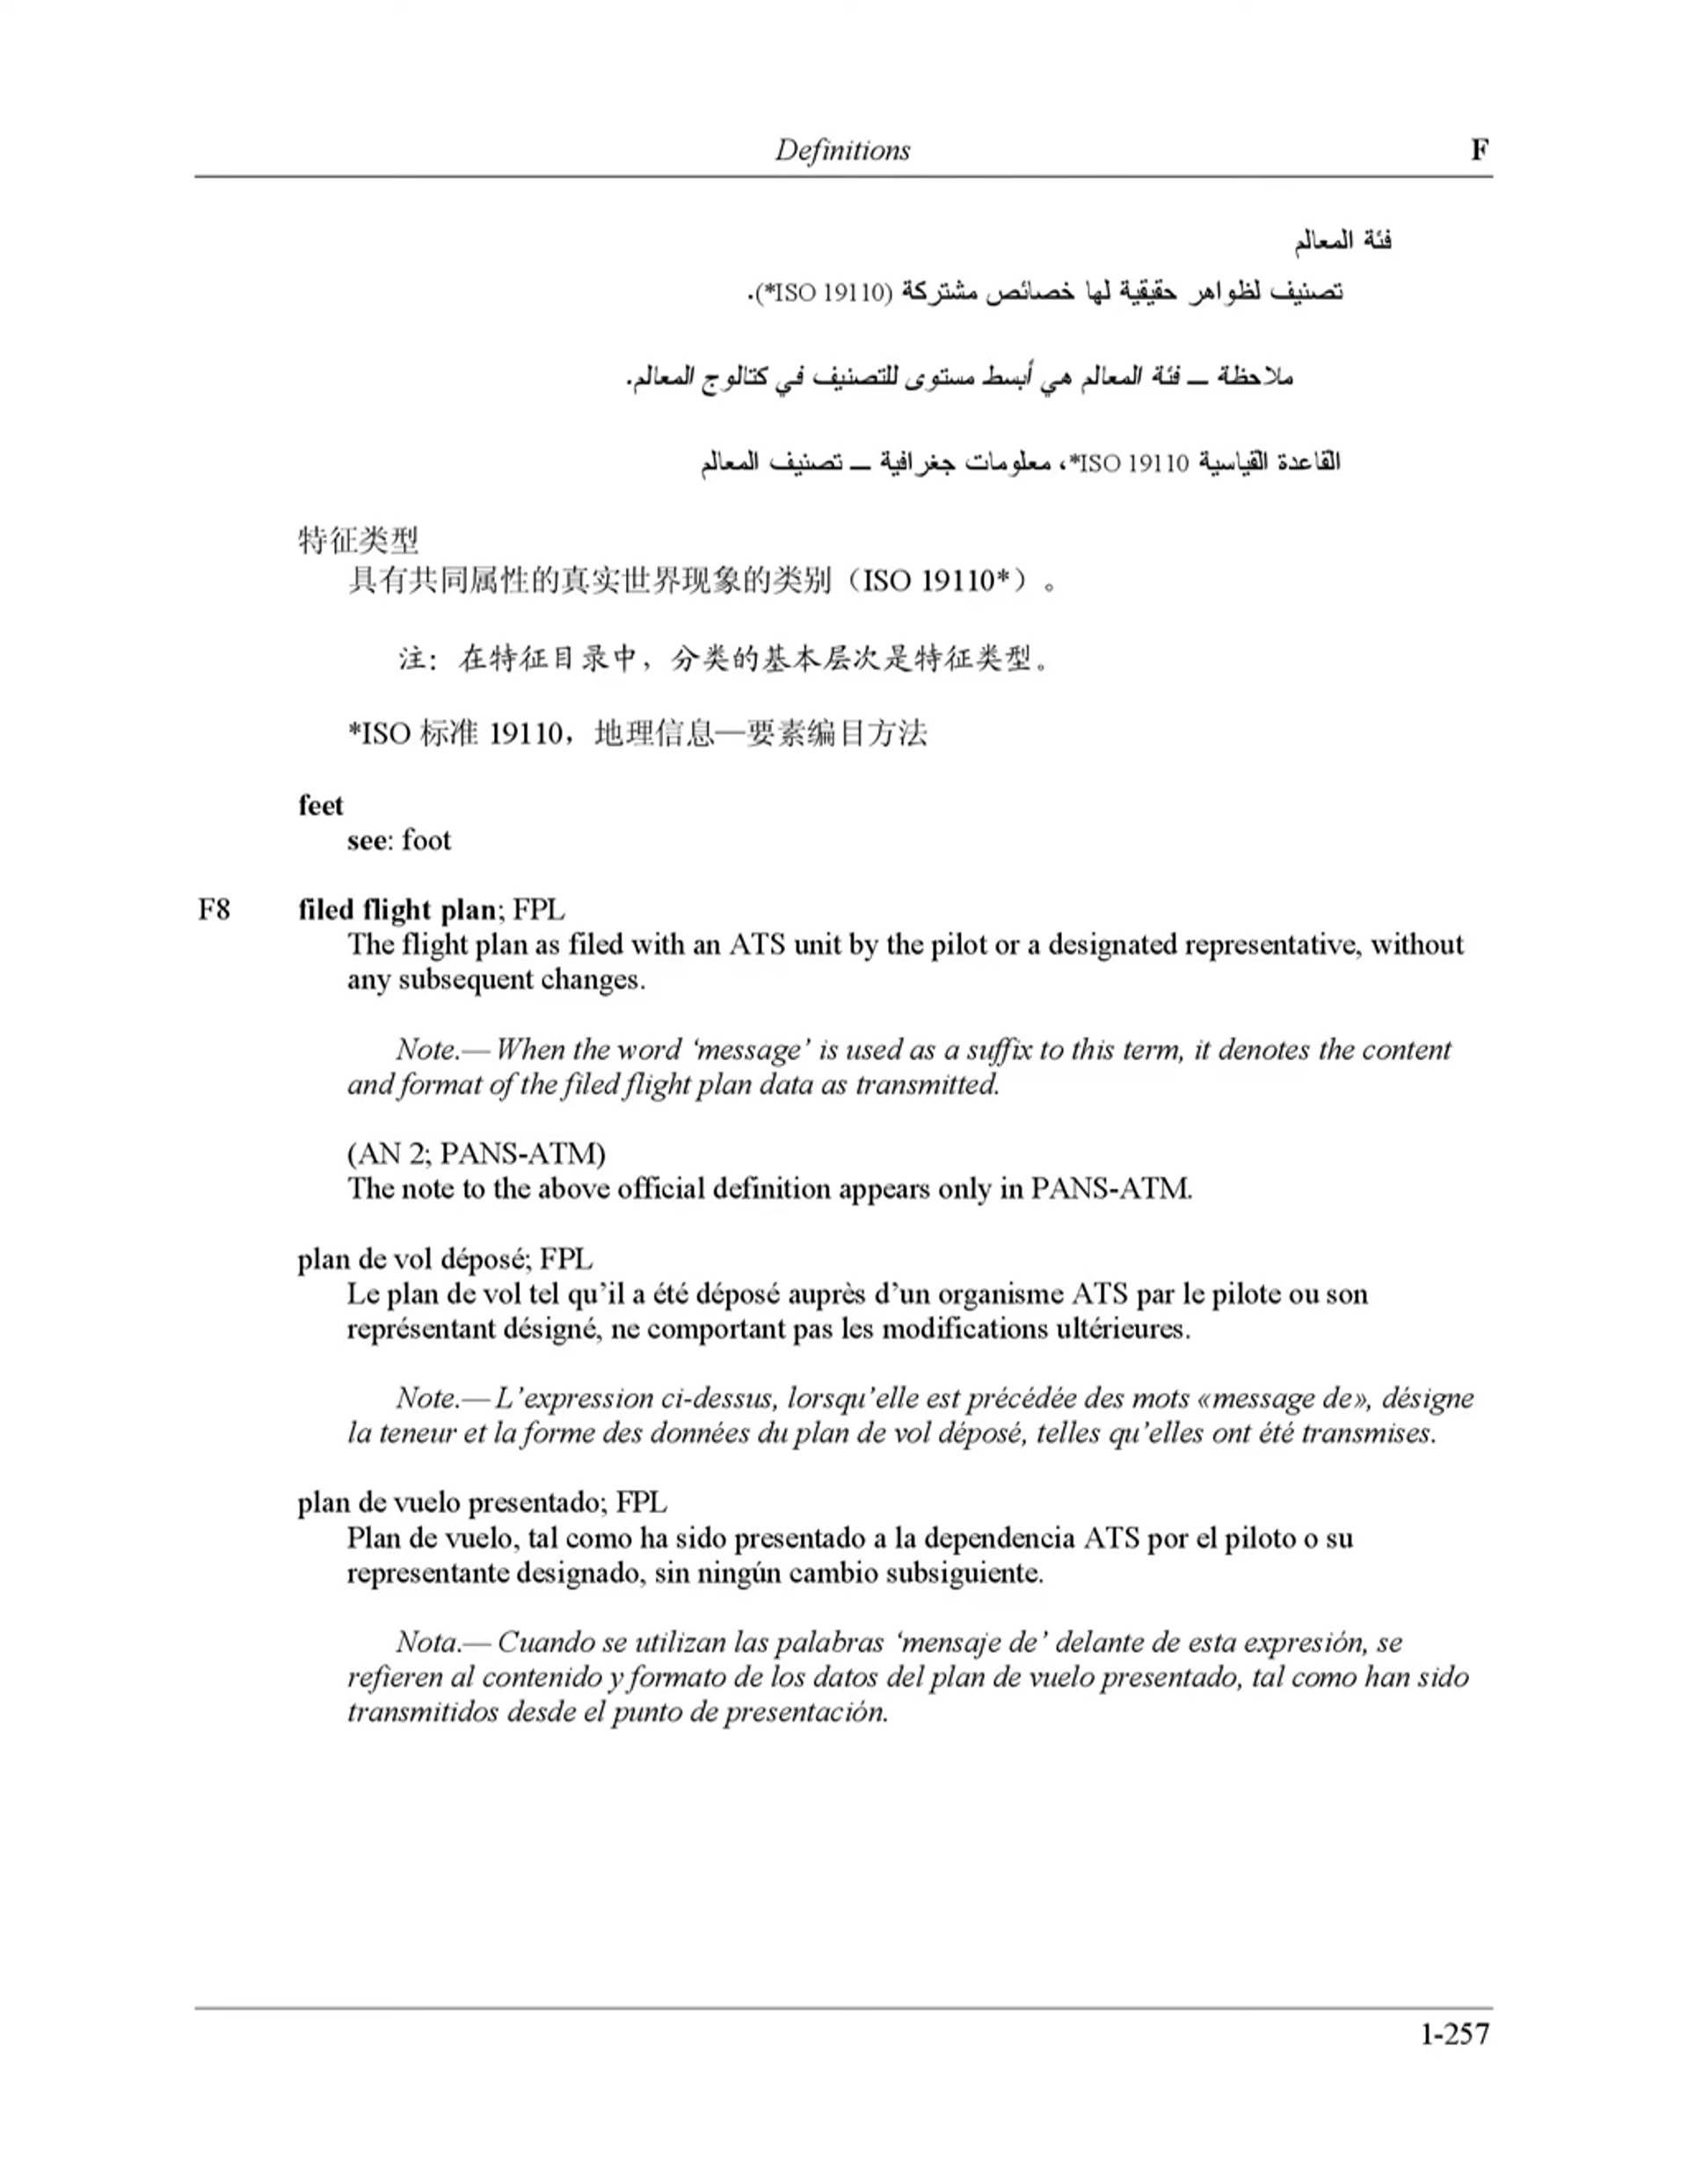 Definitions F
فئة المعالم
تصنيف لظواهر حقيقية لها خصائص مشتركة (ISO 19110*).
ملاحظة ــ فئة المعالم هي أبسط مستوى للتصنيف في كتالوج المعالم.
القاعدة القياسية ISO 19110*، معلومات جغرافية ــ تصنيف المعالم
特征类型
具有共同属性的真实世界现象的类别（ISO 19110*）。
注：在特征目录中，分类的基本层次是特征类型。
*ISO 标准 19110，地理信息—要素编目方法
feet
see: foot
F8 filed flight plan; FPL
The flight plan as filed with an ATS unit by the pilot or a designated representative, without
any subsequent changes.
Note.— When the word ‘message’ is used as a suffix to this term, it denotes the content
and format of the filed flight plan data as transmitted.
(AN 2; PANS-ATM)
The note to the above official definition appears only in PANS-ATM.
plan de vol déposé; FPL
Le plan de vol tel qu’il a été déposé auprès d’un organisme ATS par le pilote ou son
représentant désigné, ne comportant pas les modifications ultérieures.
Note.— L’expression ci-dessus, lorsqu’elle est précédée des mots «message de», désigne
la teneur et la forme des données du plan de vol déposé, telles qu’elles ont été transmises.
plan de vuelo presentado; FPL
Plan de vuelo, tal como ha sido presentado a la dependencia ATS por el piloto o su
representante designado, sin ningún cambio subsiguiente.
Nota.— Cuando se utilizan las palabras ‘mensaje de’ delante de esta expresión, se
refieren al contenido y formato de los datos del plan de vuelo presentado, tal como han sido
transmitidos desde el punto de presentación.
1-257